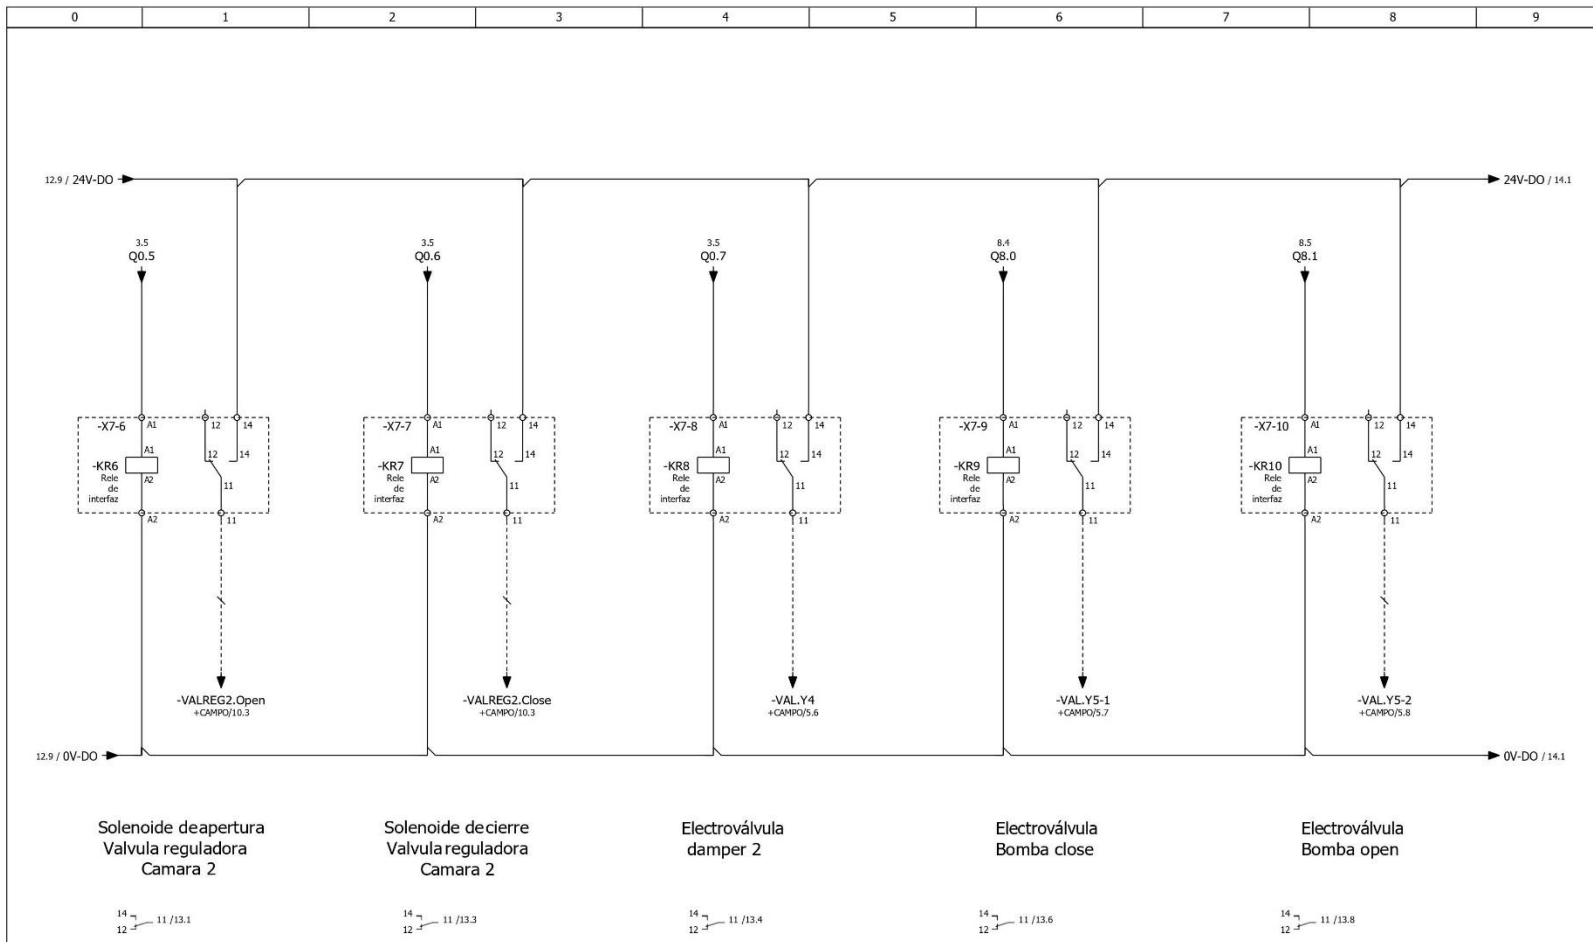 0 1 2 3 4 5 6 7 8 9
12.9 / 24V-DO 24V-DO / 14.1
3.5 3.5 3.5 8.4 8.5
Q0.5 Q0.6 Q0.7 Q8.0 Q8.1
-X7-6 A1 12 14 -X7-7 A1 12 14 -X7-8 A1 12 14 -X7-9 A1 12 14 -X7-10 A1 12 14
A1 12 14 A1 12 14 A1 12 14 A1 12 14 A1 12 14
-KR6 -KR7 -KR8 -KR9 -KR10
Rele A2 Rele A2 Rele A2 Rele A2 Rele A2
de 11 de 11 de 11 de 11 de 11
interfaz interfaz interfaz interfaz interfaz
A2 11 A2 11 A2 11 A2 11 A2 11
-VALREG2.Open -VALREG2.Close -VAL.Y4 -VAL.Y5-1 -VAL.Y5-2
+CAMPO/10.3 +CAMPO/10.3 +CAMPO/5.6 +CAMPO/5.7 +CAMPO/5.8
12.9 / 0V-DO 0V-DO / 14.1
Solenoide deapertura Solenoide decierre Electroválvula Electroválvula Electroválvula
Valvula reguladora Valvulareguladora damper 2 Bomba close Bomba open
Camara 2 Camara 2
14 11 /13.1 14 11 /13.3 14 11 /13.4 14 11 /13.6 14 11 /13.8
12 12 12 12 12